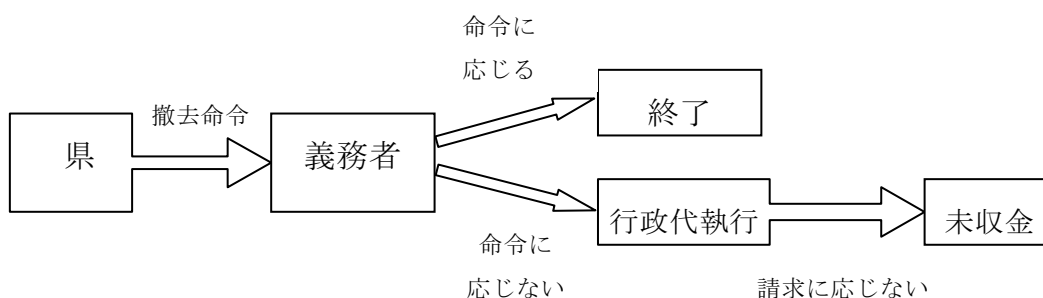 命令に
応じる
撤去命令
終了
県
義務者
行政代執行
未収金
命令に
応じない
請求に応じない